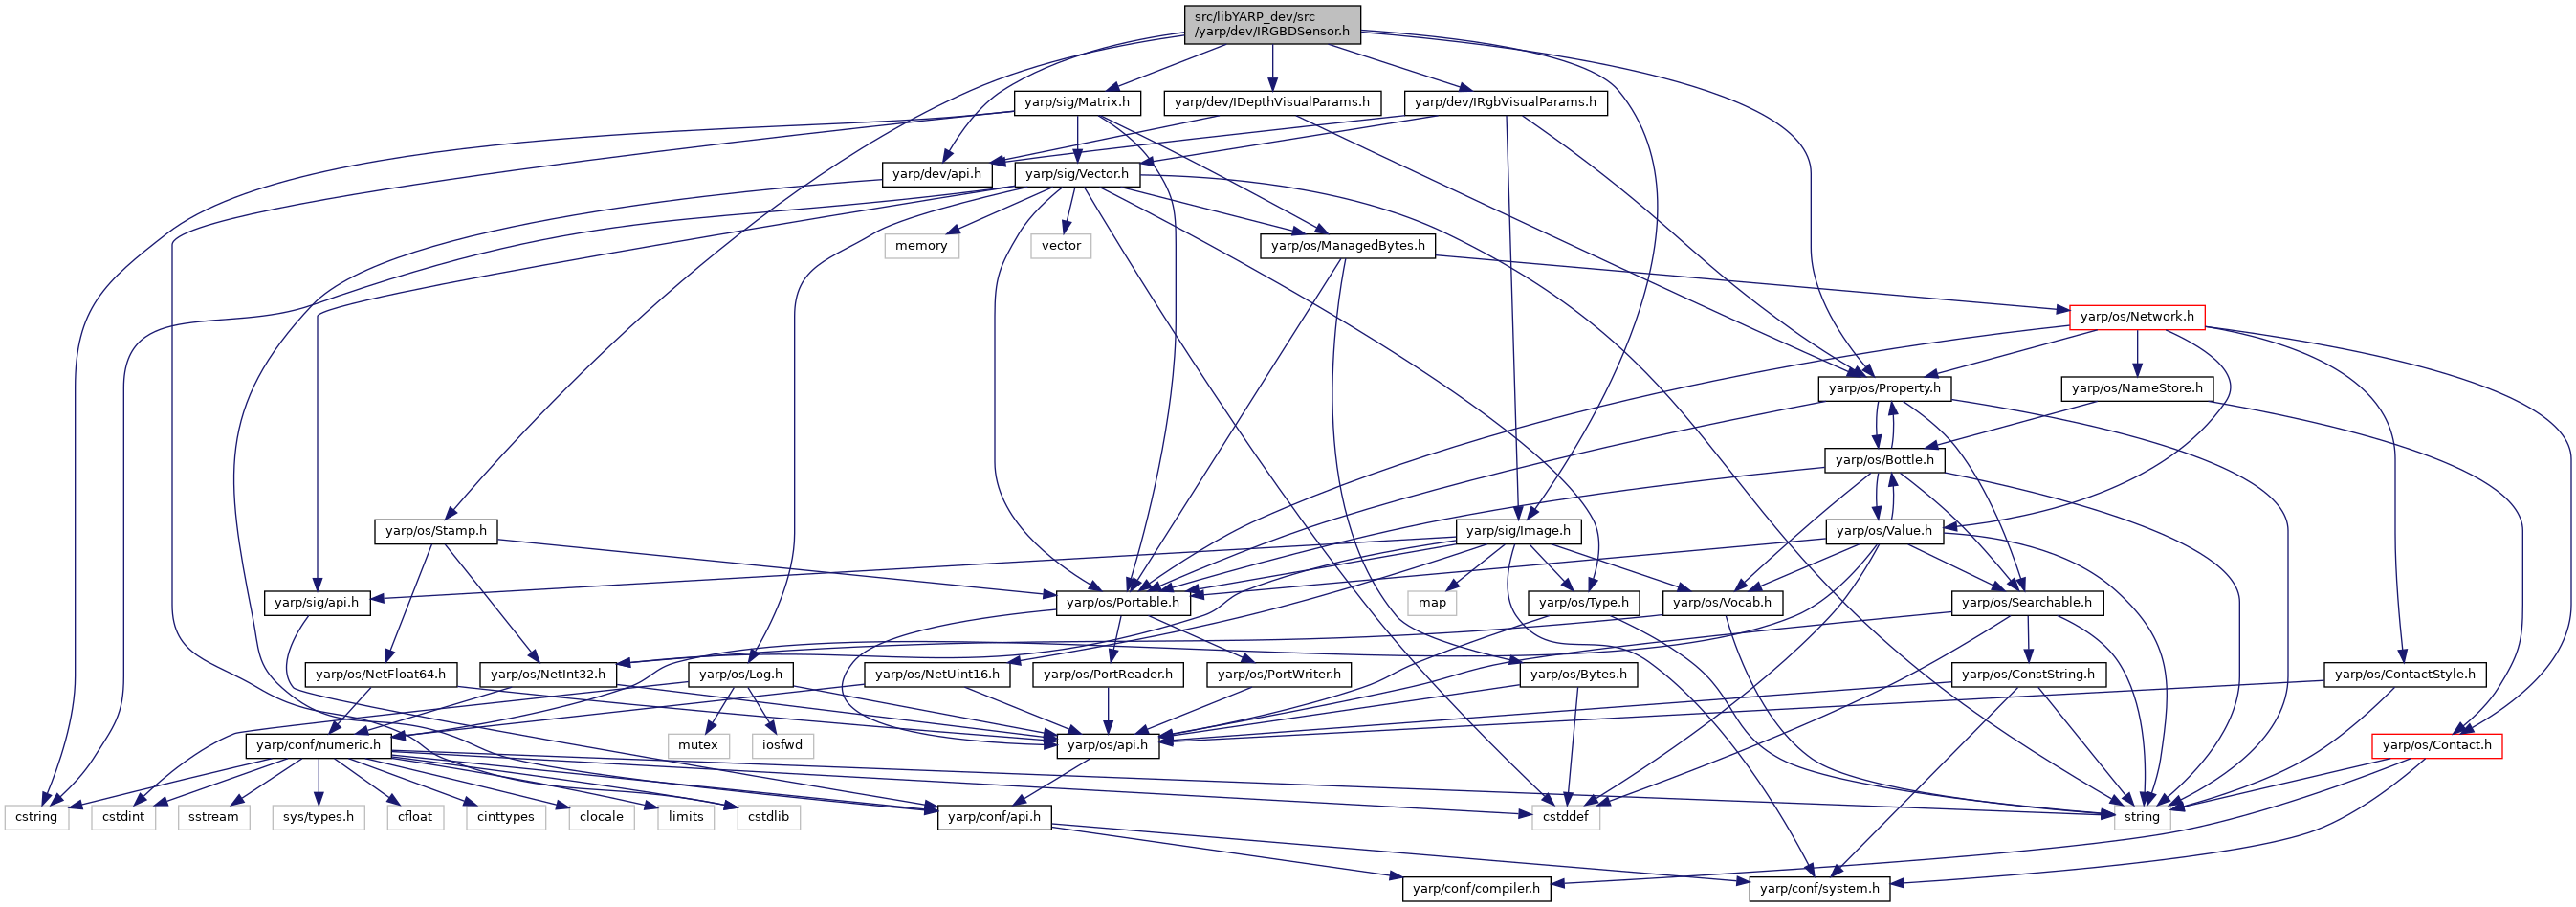 src/libYARP_dev/src
/yarp/dev/IRGBDSensor.h
yarp/sig/Matrix.h
yarp/dev/IDepthVisualParams.h
yarp/dev/IRgbVisualParams.h
yarp/dev/api.h
yarp/sig/Vector.h
memory
vector
yarp/os/ManagedBytes.h
yarp/os/Network.h
yarp/os/Property.h
yarp/os/NameStore.h
yarp/os/Bottle.h
yarp/os/Stamp.h
yarp/sig/Image.h
yarp/os/Value.h
yarp/sig/api.h
yarp/os/Portable.h
map
yarp/os/Type.h
yarp/os/Vocab.h
yarp/os/Searchable.h
yarp/os/NetFloat64.h
yarp/os/NetInt32.h
yarp/os/Log.h
yarp/os/NetUint16.h
yarp/os/PortReader.h
yarp/os/PortWriter.h
yarp/os/Bytes.h
yarp/os/ConstString.h
yarp/os/ContactStyle.h
yarp/conf/numeric.h
mutex
iosfwd
yarp/os/api.h
yarp/os/Contact.h
cstring
cstdint
sstream
sys/types.h
cfloat
cinttypes
clocale
limits
cstdlib
yarp/conf/api.h
cstddef
string
yarp/conf/compiler.h
yarp/conf/system.h